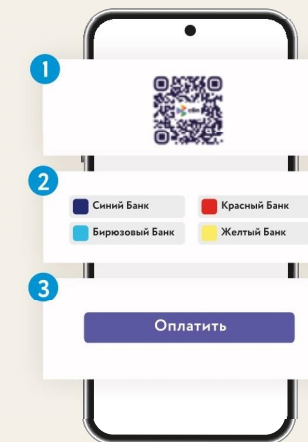 1
2
Синий Банк
Красный Банк
Бирюзовый Банк
Желтый Банк
3
Оплатить